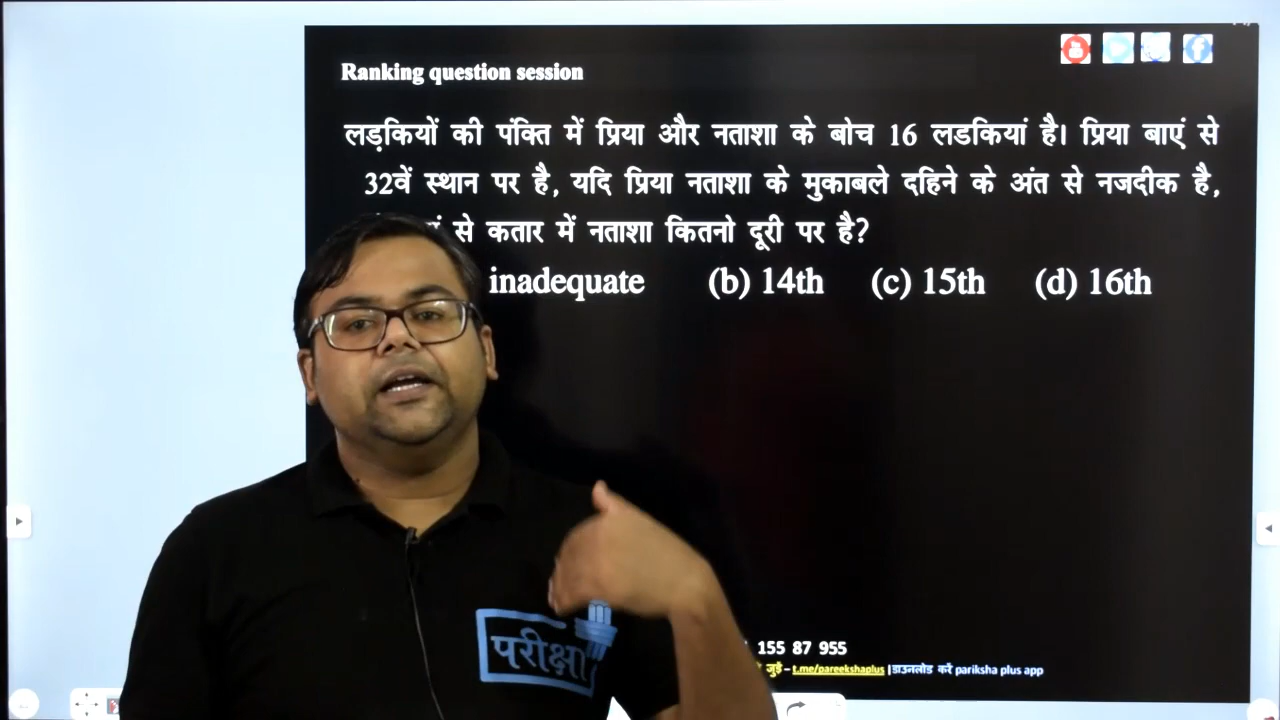 Ranking question session
लड़कियों की पंक्ति में प्रिया और नताशा के बोच 16 लडकियां है। प्रिया बाएं से
32वें स्थान पर है, यदि प्रिया नताशा के मुकाबले दहिने के अंत से नजदीक है,
से कतार में नताशा कितनो दूरी पर है?
inadequate (b) 14th (c) 15th (d) 16th
155 87 955
जुड़ें – t.me/pareekshaplus | डाउनलोड करें pariksha plus app
परीक्षा